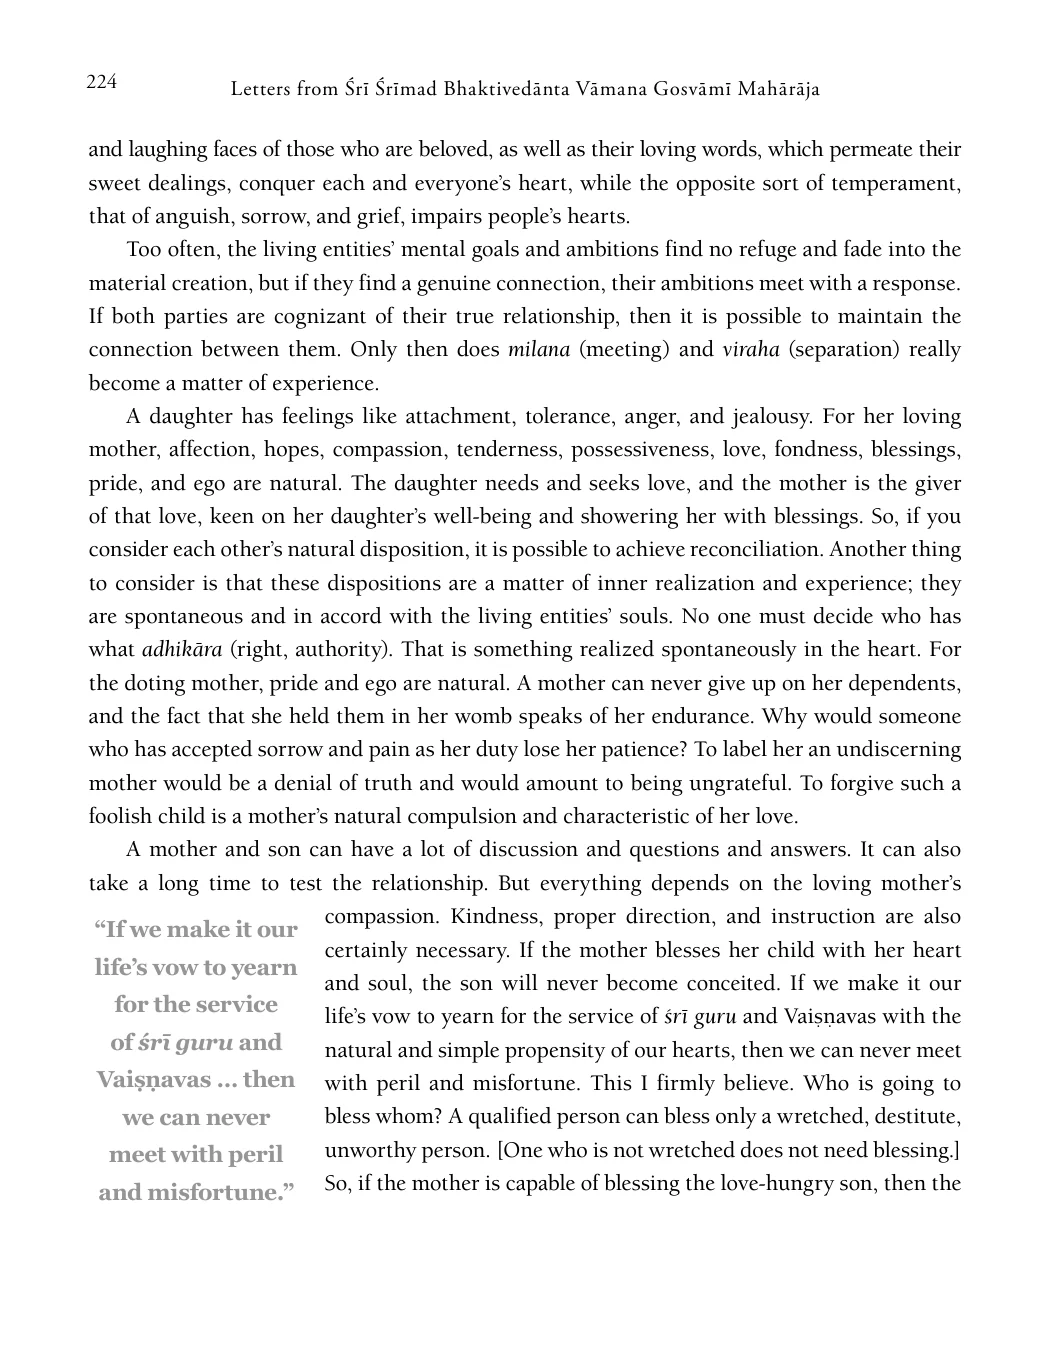 224
Letters from Śrī Śrīmad Bhaktivedānta Vāmana Gosvāmī Mahārāja
and laughing faces of those who are beloved, as well as their loving words, which permeate their
sweet dealings, conquer each and everyone’s heart, while the opposite sort of temperament,
that of anguish, sorrow, and grief, impairs people’s hearts.
Too often, the living entities’ mental goals and ambitions find no refuge and fade into the
material creation, but if they find a genuine connection, their ambitions meet with a response.
If both parties are cognizant of their true relationship, then it is possible to maintain the
connection between them. Only then does milana (meeting) and viraha (separation) really
become a matter of experience.
A daughter has feelings like attachment, tolerance, anger, and jealousy. For her loving
mother, affection, hopes, compassion, tenderness, possessiveness, love, fondness, blessings,
pride, and ego are natural. The daughter needs and seeks love, and the mother is the giver
of that love, keen on her daughter’s well-being and showering her with blessings. So, if you
consider each other’s natural disposition, it is possible to achieve reconciliation. Another thing
to consider is that these dispositions are a matter of inner realization and experience; they
are spontaneous and in accord with the living entities’ souls. No one must decide who has
what adhikāra (right, authority). That is something realized spontaneously in the heart. For
the doting mother, pride and ego are natural. A mother can never give up on her dependents,
and the fact that she held them in her womb speaks of her endurance. Why would someone
who has accepted sorrow and pain as her duty lose her patience? To label her an undiscerning
mother would be a denial of truth and would amount to being ungrateful. To forgive such a
foolish child is a mother’s natural compulsion and characteristic of her love.
A mother and son can have a lot of discussion and questions and answers. It can also
take a long time to test the relationship. But everything depends on the loving mother’s
compassion. Kindness, proper direction, and instruction are also
certainly necessary. If the mother blesses her child with her heart
and soul, the son will never become conceited. If we make it our
life’s vow to yearn for the service of śrī guru and Vaiṣṇavas with the
natural and simple propensity of our hearts, then we can never meet
with peril and misfortune. This I firmly believe. Who is going to
bless whom? A qualified person can bless only a wretched, destitute,
unworthy person. [One who is not wretched does not need blessing.]
So, if the mother is capable of blessing the love-hungry son, then the
“If we make it our
life’s vow to yearn
for the service
of śrī guru and
Vaiṣṇavas ... then
we can never
meet with peril
and misfortune.”